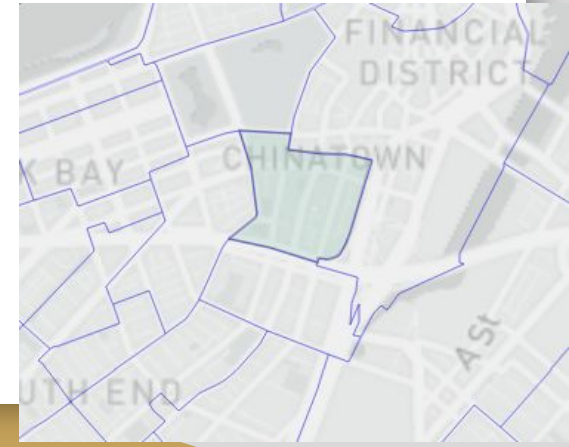 FINANCIAL
DISTRICT
CHINATOWN
K BAY
A St
UTH END